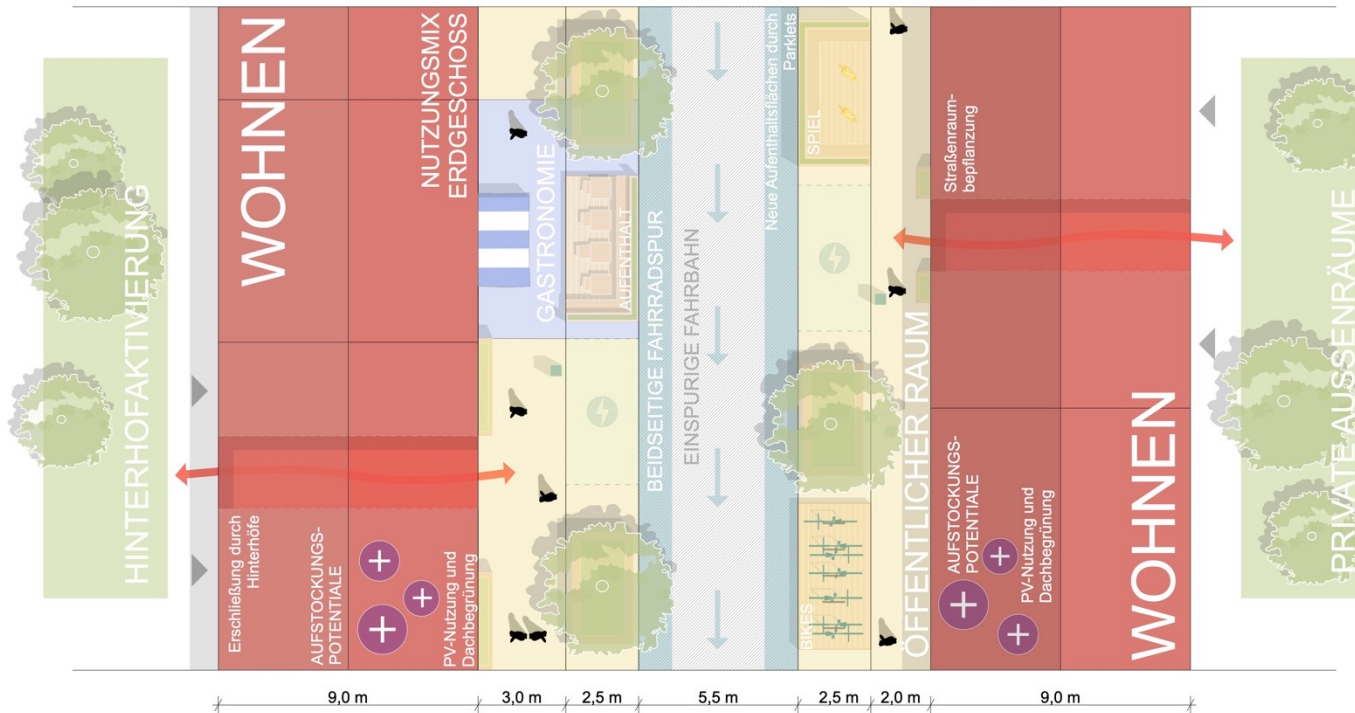 HINTERHOFAKTIVIERUNG
WOHNEN
NUTZUNGSMIX
ERDGESCHOSS
Erschließung durch
Hinterhöfe
AUFSTOCKUNGS-
POTENTIALE
PV-Nutzung und
Dachbegrünung
GASTRONOMIE
AUFENTHALT
BEIDSEITIGE FAHRRADSPUR
EINSPURIGE FAHRBAHN
Neue Aufenthaltsflächen durch
Parklets
SPIEL
BIKES
ÖFFENTLICHER RAUM
Straßenraum-
bepflanzung
AUFSTOCKUNGS-
POTENTIALE
PV-Nutzung und
Dachbegrünung
WOHNEN
PRIVATE AUSSENRÄUME
9,0 m
3,0 m
2,5 m
5,5 m
2,5 m
2,0 m
9,0 m